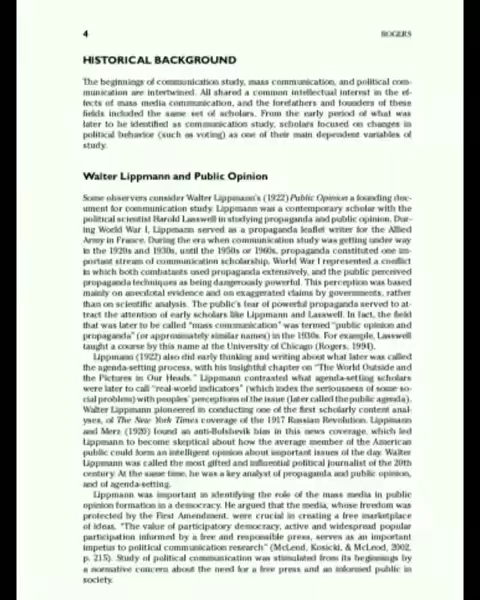 4 ROGERS
HISTORICAL BACKGROUND
The beginnings of communication study, mass communication, and political com-
munication are intertwined. All shared a common intellectual interest in the ef-
fects of mass media communication, and the forefathers and founders of these
fields included the same set of scholars. From the early period of what was
later to be identified as communication study, scholars focused on changes in
political behavior (such as voting) as one of their main dependent variables of
study.
Walter Lippmann and Public Opinion
Some observers consider Walter Lippmann's (1922) Public Opinion a founding doc-
ument for communication study. Lippmann was a contemporary scholar with the
political scientist Harold Lasswell in studying propaganda and public opinion. Dur-
ing World War I, Lippmann served as a propaganda leaflet writer for the Allied
Army in France. During the era when communication study was getting under way
in the 1920s and 1930s, until the 1950s or 1960s, propaganda constituted one im-
portant stream of communication scholarship. World War I represented a conflict
in which both combatants used propaganda extensively, and the public perceived
propaganda techniques as being dangerously powerful. This perception was based
mainly on anecdotal evidence and on exaggerated claims by governments, rather
than on scientific analysis. The public's fear of powerful propaganda served to at-
tract the attention of early scholars like Lippmann and Lasswell. In fact, the field
that was later to be called "mass communication" was termed "public opinion and
propaganda" (or approximately similar names) in the 1930s. For example, Lasswell
taught a course by this name at the University of Chicago (Rogers, 1994).
Lippmann (1922) also did early thinking and writing about what later was called
the agenda-setting process, with his insightful chapter on "The World Outside and
the Pictures in Our Heads." Lippmann contrasted what agenda-setting scholars
were later to call "real-world indicators" (which index the seriousness of some so-
cial problem) with peoples' perceptions of the issue (later called the public agenda).
Walter Lippmann pioneered in conducting one of the first scholarly content anal-
yses, of The New York Times coverage of the 1917 Russian Revolution. Lippmann
and Merz (1920) found an anti-Bolshevik bias in this news coverage, which led
Lippmann to become skeptical about how the average member of the American
public could form an intelligent opinion about important issues of the day. Walter
Lippmann was called the most gifted and influential political journalist of the 20th
century. At the same time, he was a key analyst of propaganda and public opinion,
and of agenda-setting.
Lippmann was important in identifying the role of the mass media in public
opinion formation in a democracy. He argued that the media, whose freedom was
protected by the First Amendment, were crucial in creating a free marketplace
of ideas. "The value of participatory democracy, active and widespread popular
participation informed by a free and responsible press, serves as an important
impetus to political communication research" (McLeod, Kosicki, & McLeod, 2002,
p. 215). Study of political communication was stimulated from its beginnings by
a normative concern about the need for a free press and an informed public in
society.